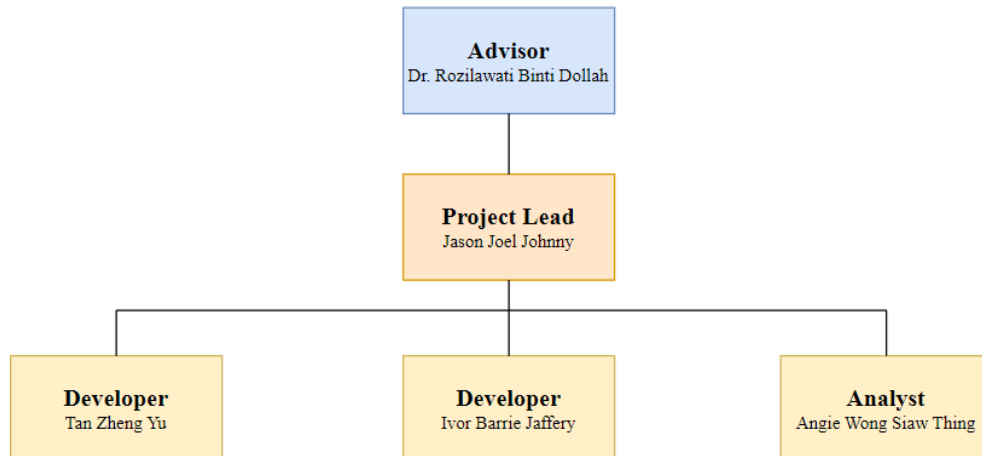 Advisor
Dr. Rozilawati Binti Dollah
Project Lead
Jason Joel Johnny
Developer
Tan Zheng Yu
Developer
Ivor Barrie Jaffery
Analyst
Angie Wong Siaw Thing